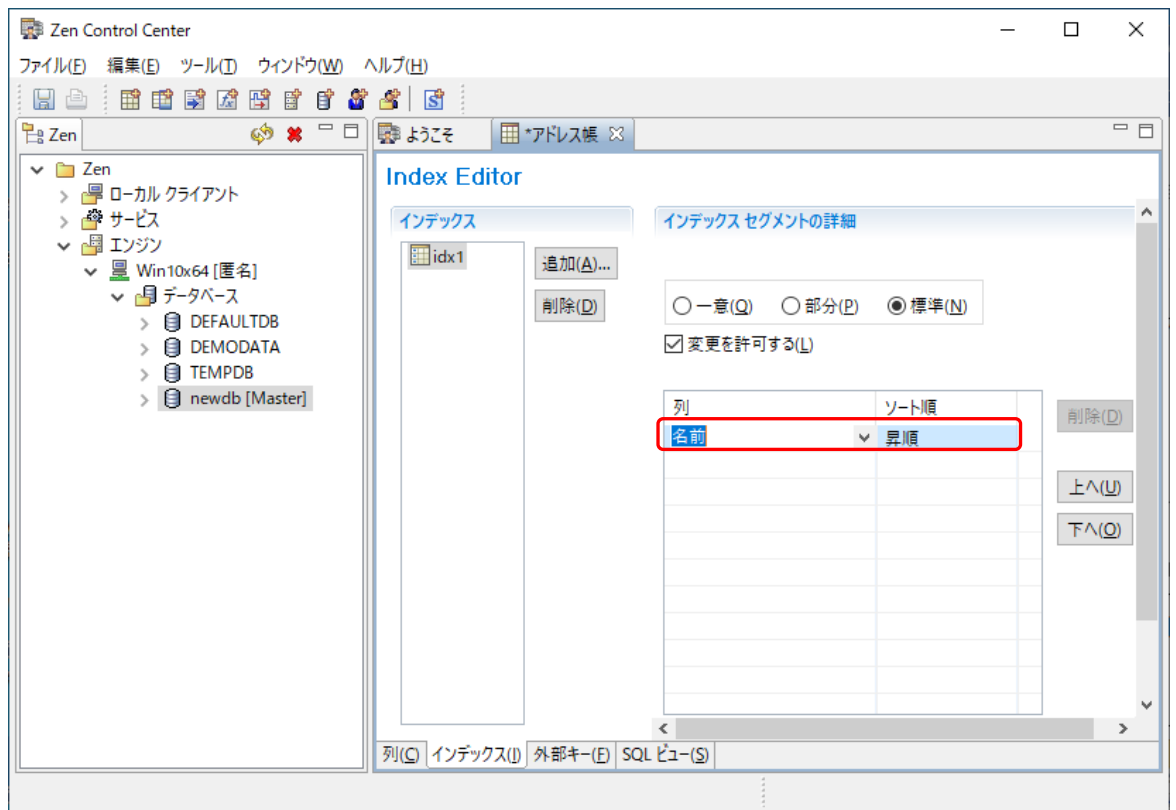 Zen Control Center
ファイル(F) 編集(E) ツール(T) ウィンドウ(W) ヘルプ(H)
Zen
ようこそ
*アドレス帳
Zen
ローカル クライアント
サービス
エンジン
Win10x64 [匿名]
データベース
DEFAULTDB
DEMODATA
TEMPDB
newdb [Master]
Index Editor
インデックス
idx1
追加(A)...
削除(D)
インデックス セグメントの詳細
一意(Q) 部分(P) 標準(N)
変更を許可する(L)
列 ソート順
名前 昇順
削除(D)
上へ(U)
下へ(O)
列(C) インデックス(I) 外部キー(F) SQL ビュー(S)